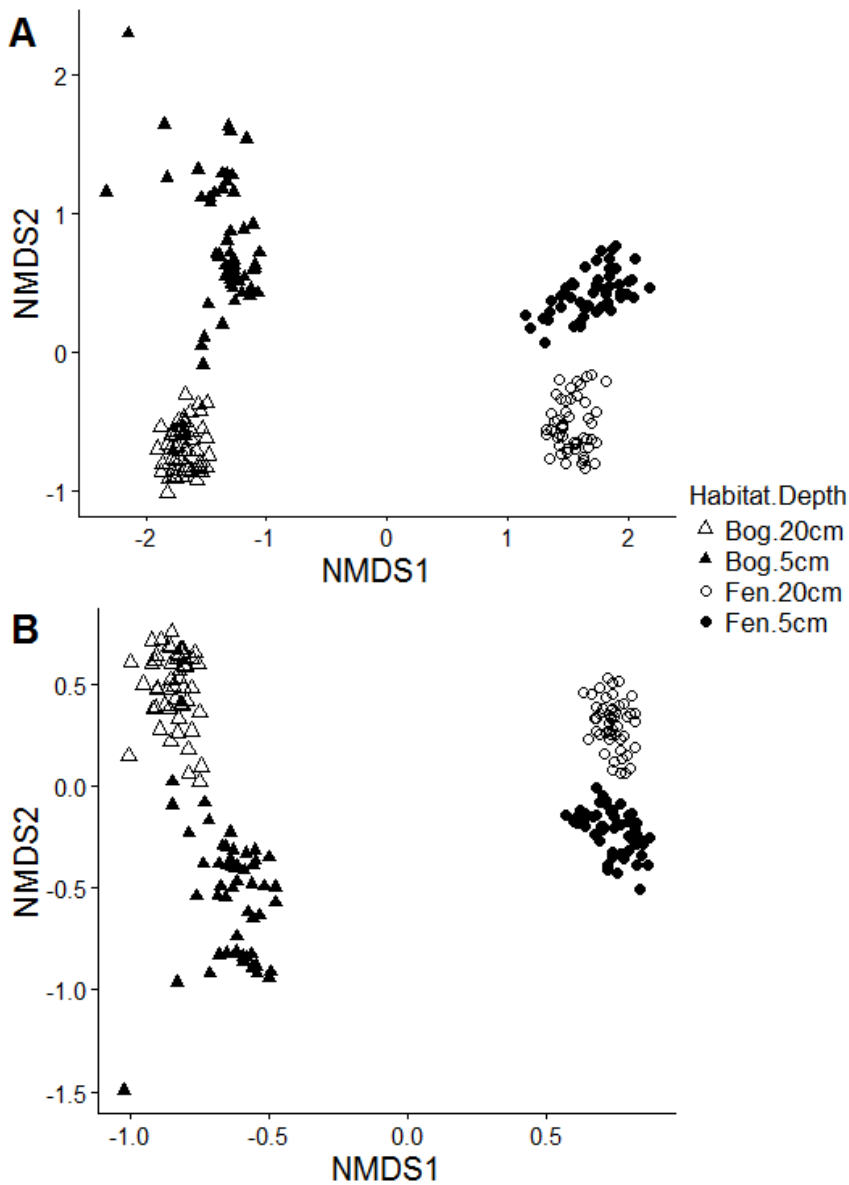 A
2
1
0
-1
NMDS2
-2
-1
0
1
2
NMDS1
Habitat.Depth
Bog.20cm
Bog.5cm
Fen.20cm
Fen.5cm
B
0.5
0.0
-0.5
-1.0
-1.5
NMDS2
-1.0
-0.5
0.0
0.5
NMDS1